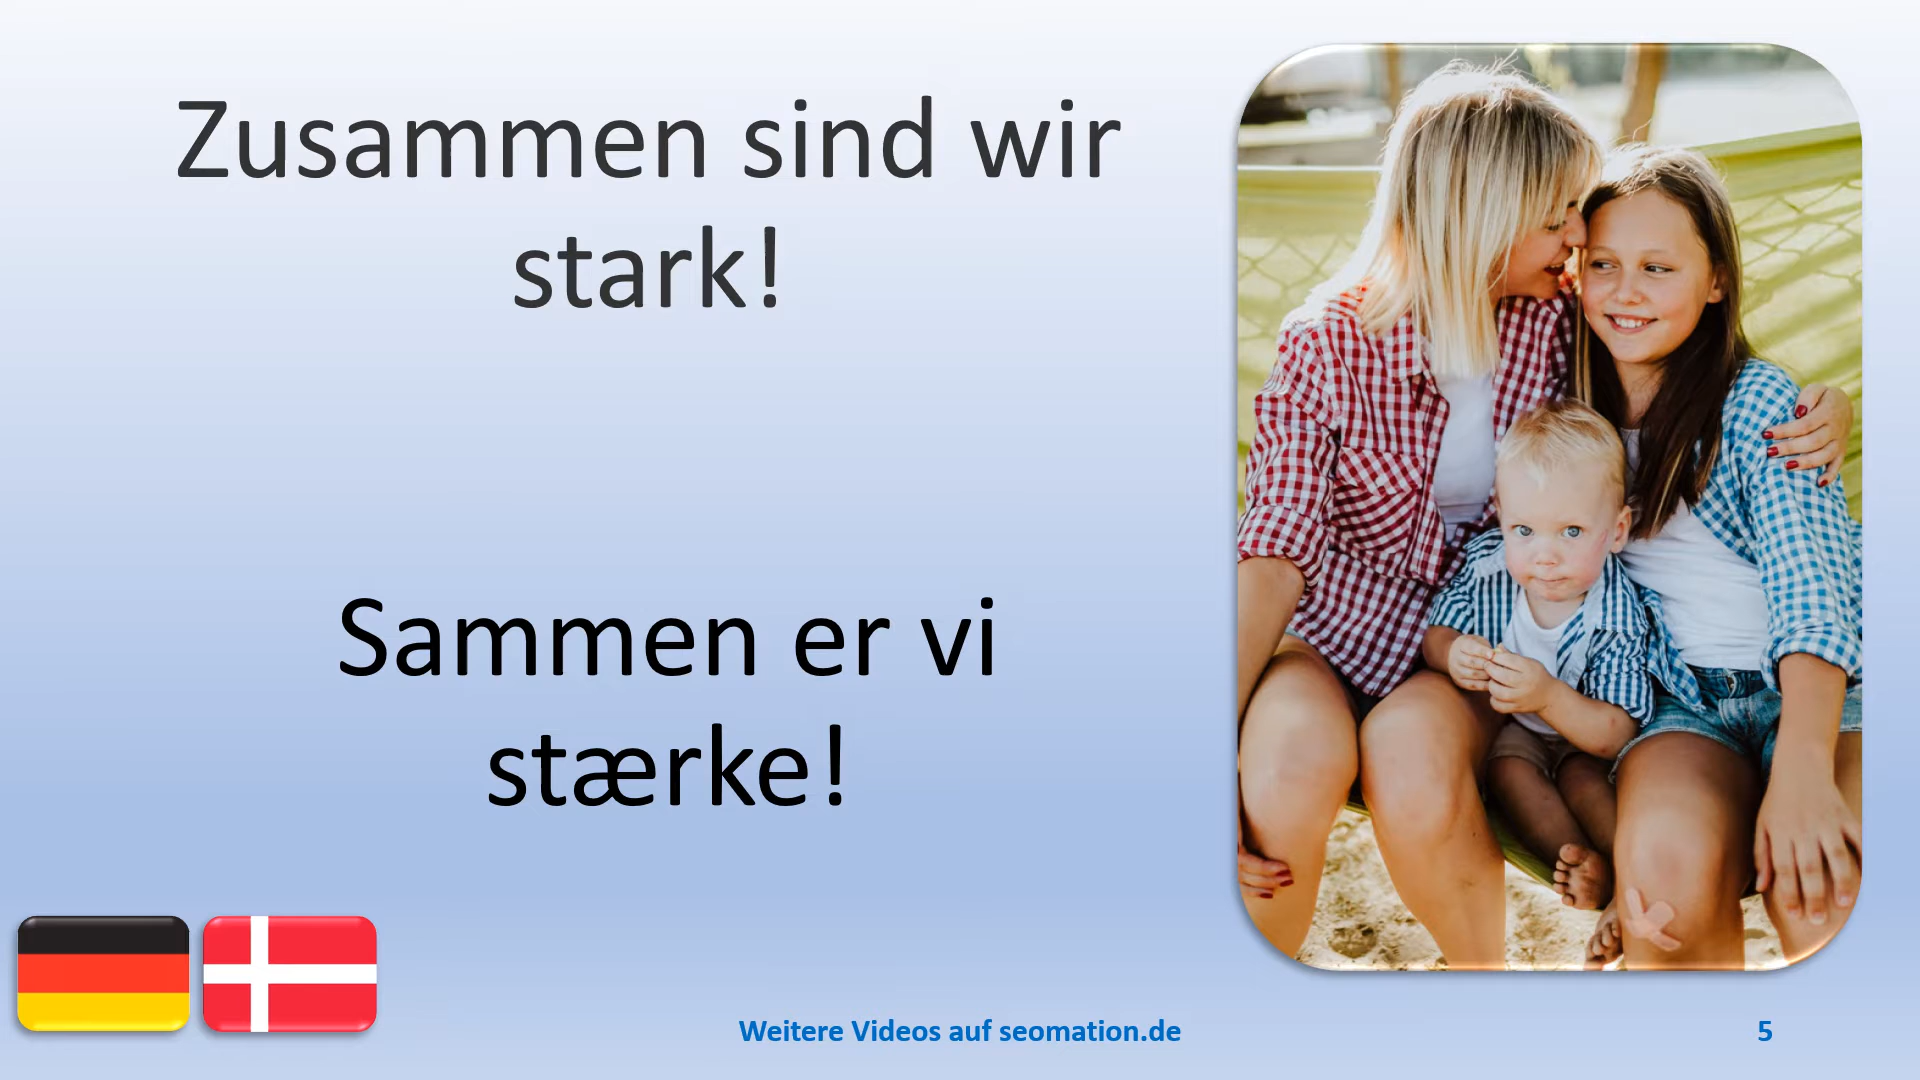 Zusammen sind wir
stark!
Sammen er vi
stærke!
Weitere Videos auf seomation.de
5